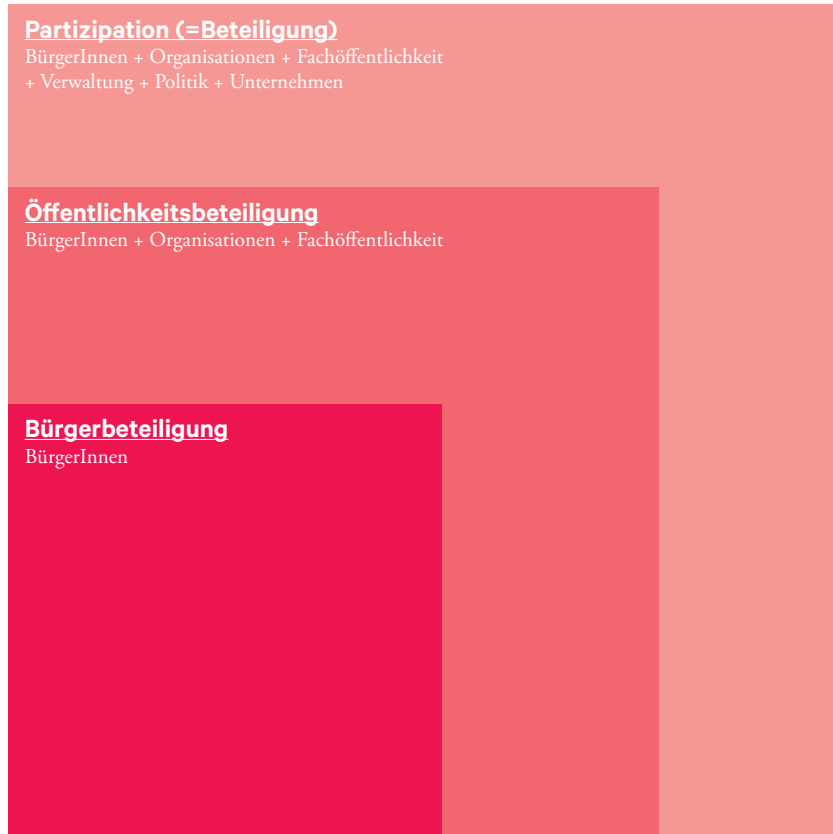 Partizipation (=Beteiligung)
BürgerInnen + Organisationen + Fachöffentlichkeit
+ Verwaltung + Politik + Unternehmen
Öffentlichkeitsbeteiligung
BürgerInnen + Organisationen + Fachöffentlichkeit
Bürgerbeteiligung
BürgerInnen